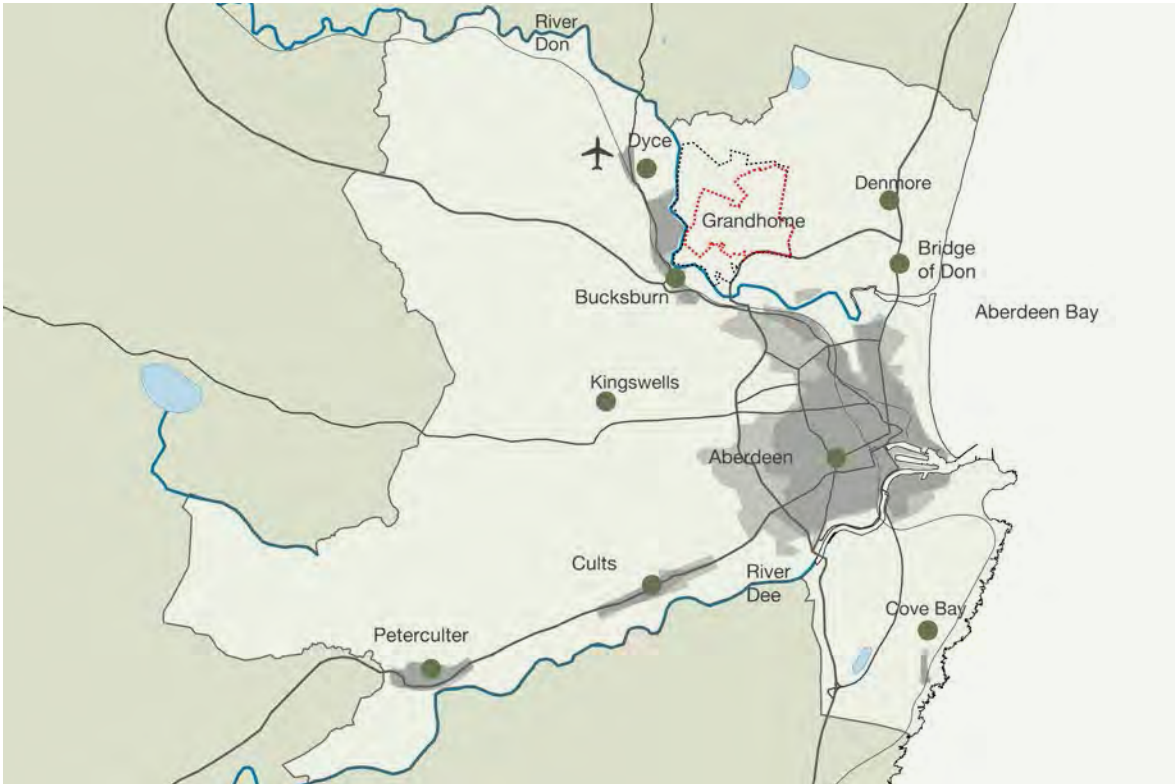 River
Don
Dyce
Denmore
Grandhome
Bridge
of Don
Bucksburn
Aberdeen Bay
Kingswells
Aberdeen
Cults
River
Dee
Cove Bay
Peterculter